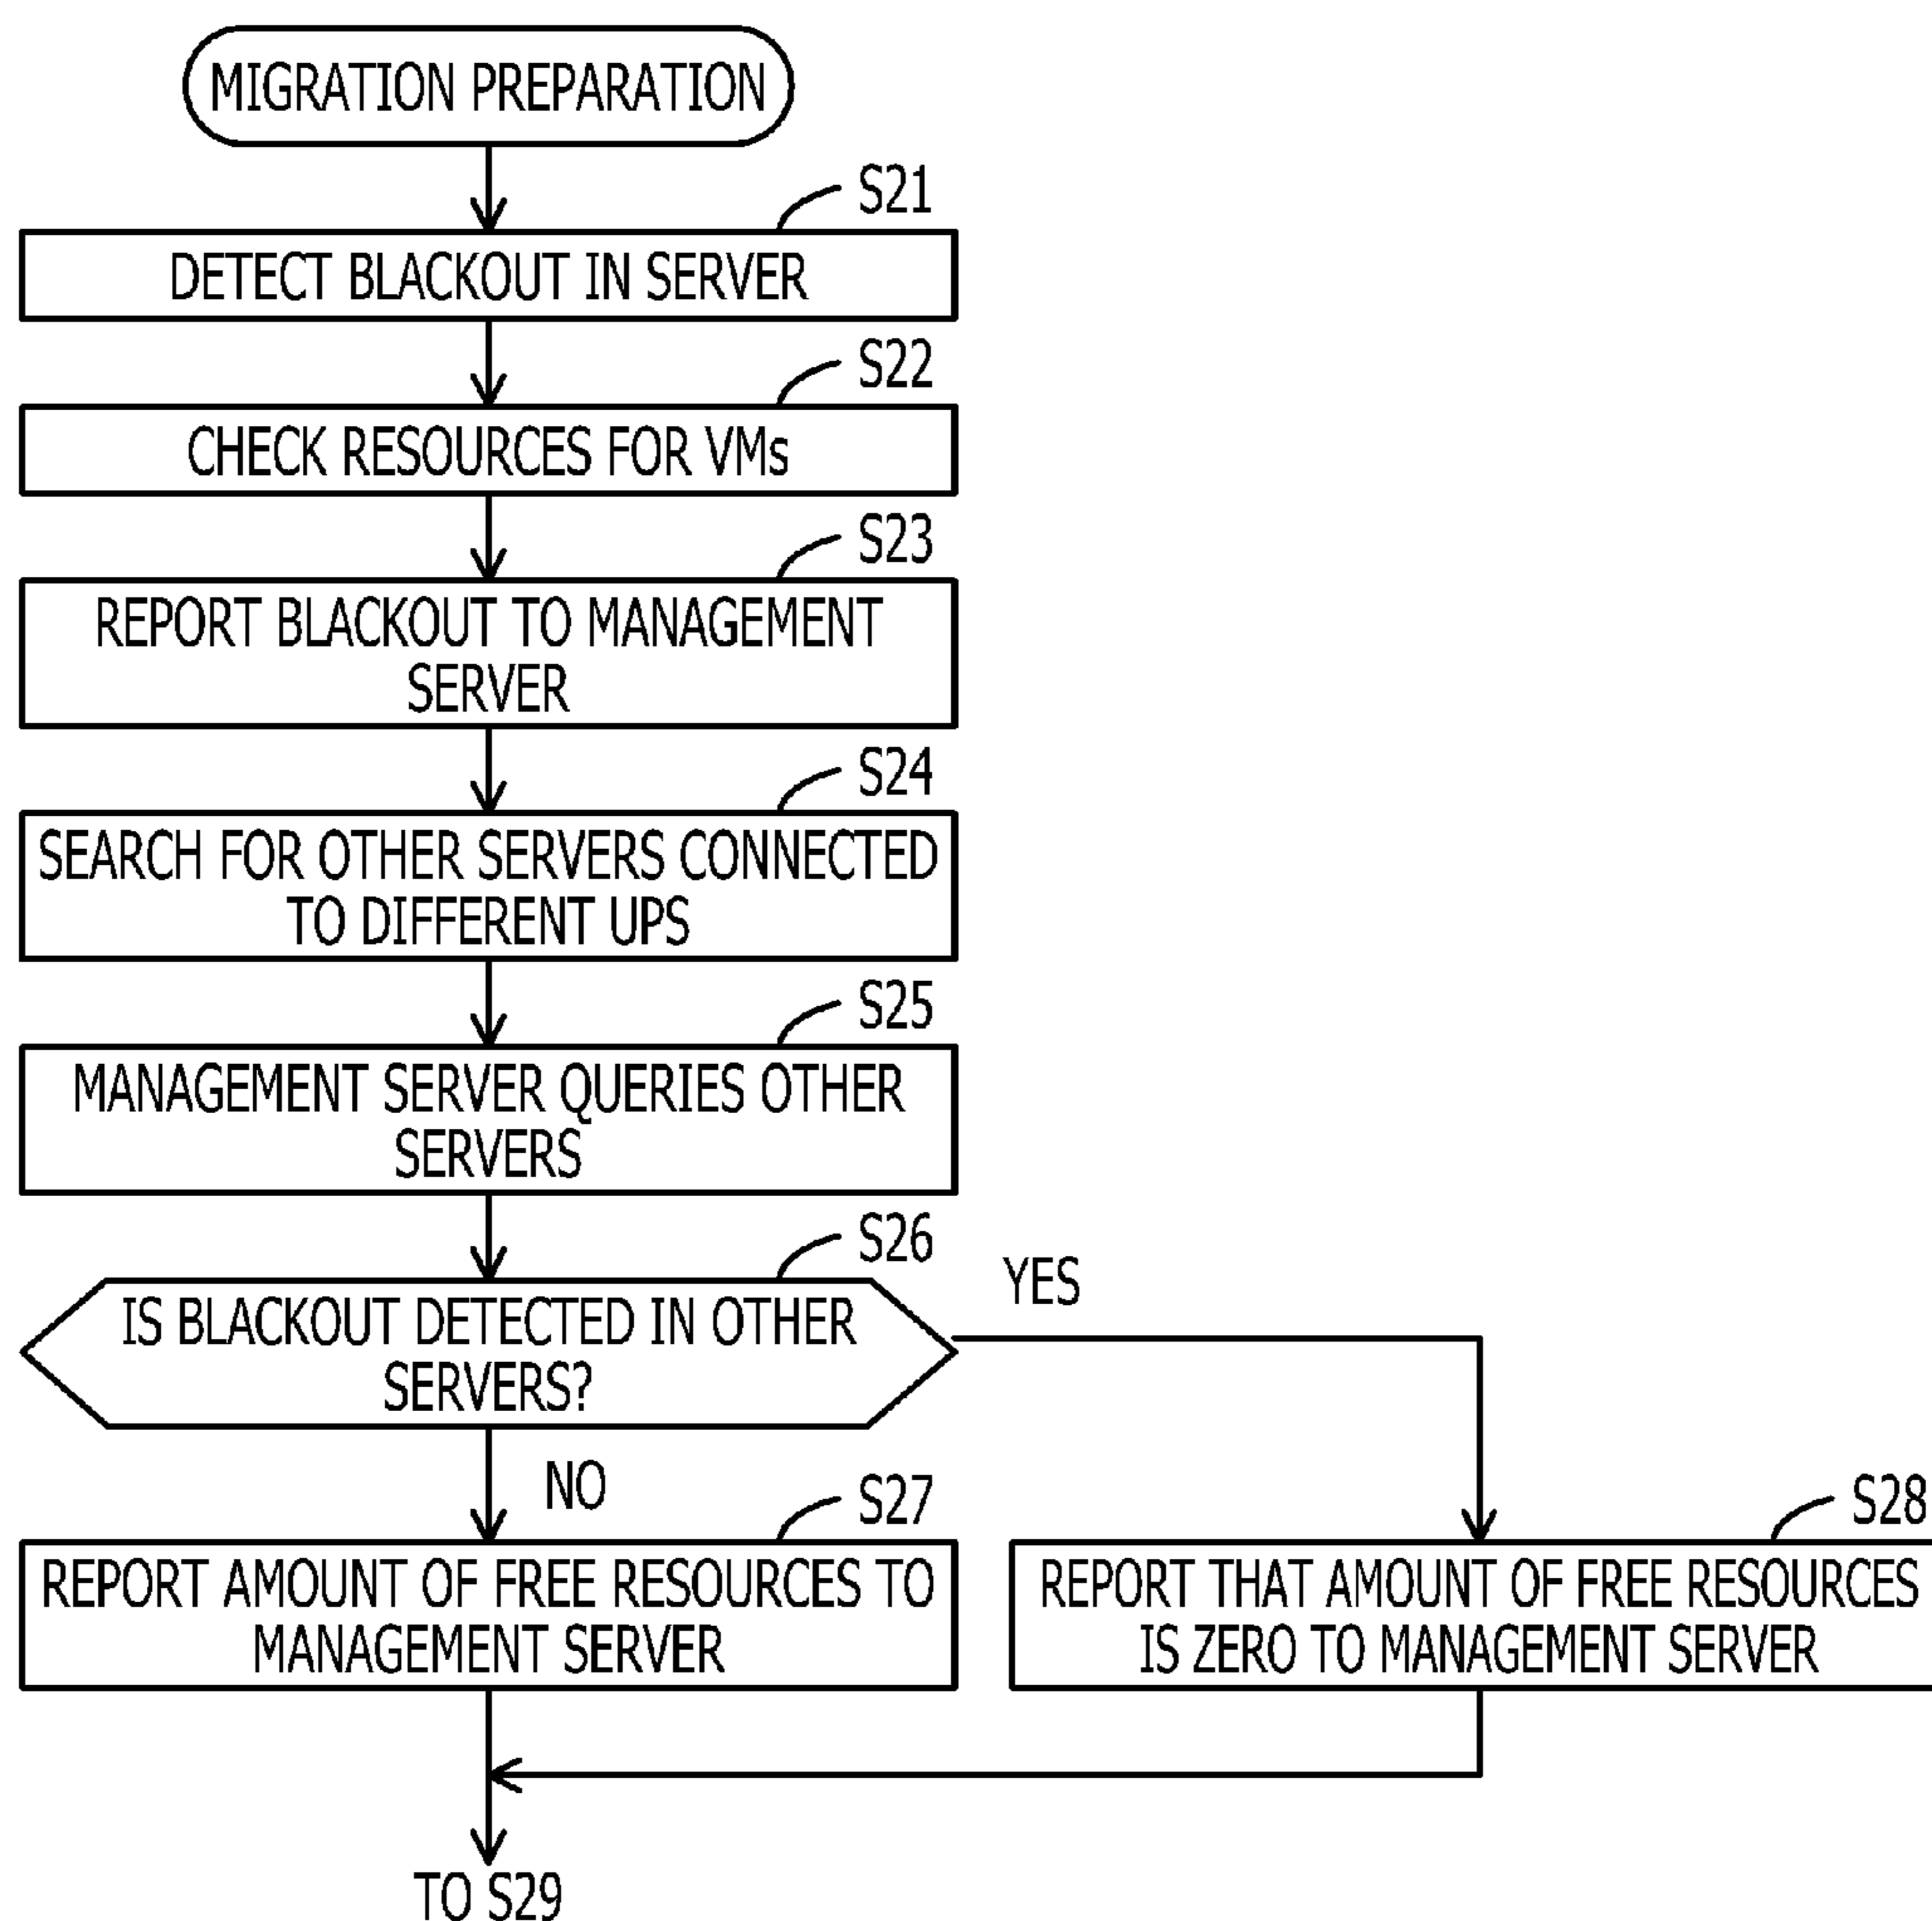 MIGRATION PREPARATION
S21
DETECT BLACKOUT IN SERVER
S22
CHECK RESOURCES FOR VMs
S23
REPORT BLACKOUT TO MANAGEMENT
SERVER
S24
SEARCH FOR OTHER SERVERS CONNECTED
TO DIFFERENT UPS
S25
MANAGEMENT SERVER QUERIES OTHER
SERVERS
S26
IS BLACKOUT DETECTED IN OTHER
SERVERS?
YES
NO
S27
REPORT AMOUNT OF FREE RESOURCES TO
MANAGEMENT SERVER
S28
REPORT THAT AMOUNT OF FREE RESOURCES
IS ZERO TO MANAGEMENT SERVER
TO S29